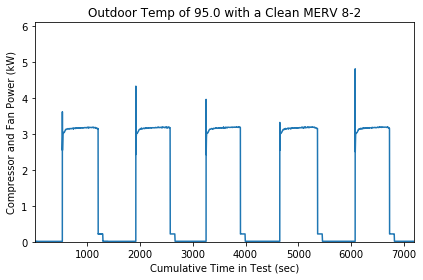 Outdoor Temp of 95.0 with a Clean MERV 8-2
6
5
4
3
2
1
0
Compressor and Fan Power (kW)
1000 2000 3000 4000 5000 6000 7000
Cumulative Time in Test (sec)